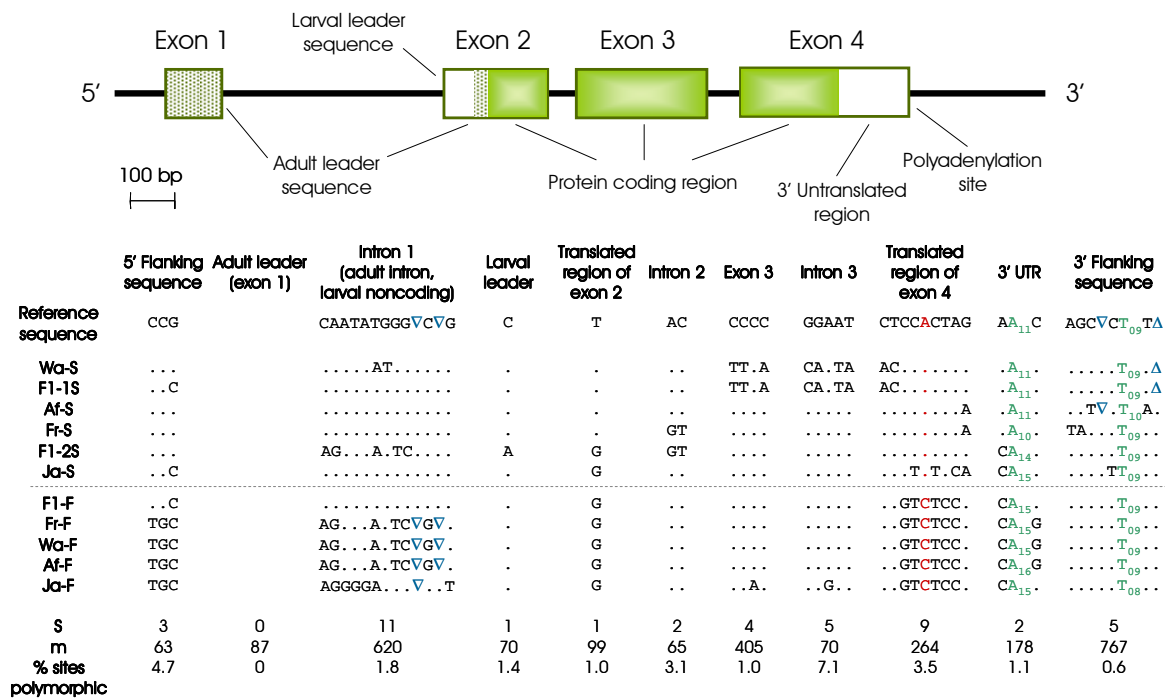 Exon 1 Exon 2 Exon 3 Exon 4
Larval leader
sequence
5’ 3’
100 bp
Adult leader
sequence
Protein coding region
3’ Untranslated
region
Polyadenylation
site
5’ Flanking
sequence
Adult leader
(exon 1)
Intron 1
(adult intron,
larval noncoding)
Larval
leader
Translated
region of
exon 2
Intron 2
Exon 3
Intron 3
Translated
region of
exon 4
3’ UTR
3’ Flanking
sequence
Reference
sequence
CCG CAATATGGG∇C∇G C T AC CCCC GGAAT CTCCACTAG AA11C AGC∇CT09TΔ
Wa-S ... .....AT...... . . .. TT.A CA.TA AC....... .A11. .....T09.Δ
F1-1S ..C ............. . . .. TT.A CA.TA AC....... .A11. .....T09.Δ
Af-S ... ............. . . .. .... ..... ........A .A11. ..T∇.T10A.
Fr-S ... ............. . . GT .... ..... ........A .A10. TA...T09..
F1-2S ... AG...A.TC.... A G GT .... ..... ......... CA14. .....T09..
Ja-S ..C ............. . G .. .... ..... ...T.T.CA CA15. ....TT09..
F1-F ..C ............. . G .. .... ..... ..GTCTCC. CA15. .....T09..
Fr-F TGC AG...A.TC∇G∇. . G .. .... ..... ..GTCTCC. CA15G .....T09..
Wa-F TGC AG...A.TC∇G∇. . G .. .... ..... ..GTCTCC. CA15G .....T09..
Af-F TGC AG...A.TC∇G∇. . G .. .... ..... ..GTCTCC. CA16G .....T09..
Ja-F TGC AGGGGA...∇..T . G .. ..A. ..G.. ..GTCTCC. CA15. .....T08..
S 3 0 11 1 1 2 4 5 9 2 5
m 63 87 620 70 99 65 405 70 264 178 767
% sites
polymorphic
4.7 0 1.8 1.4 1.0 3.1 1.0 7.1 3.5 1.1 0.6